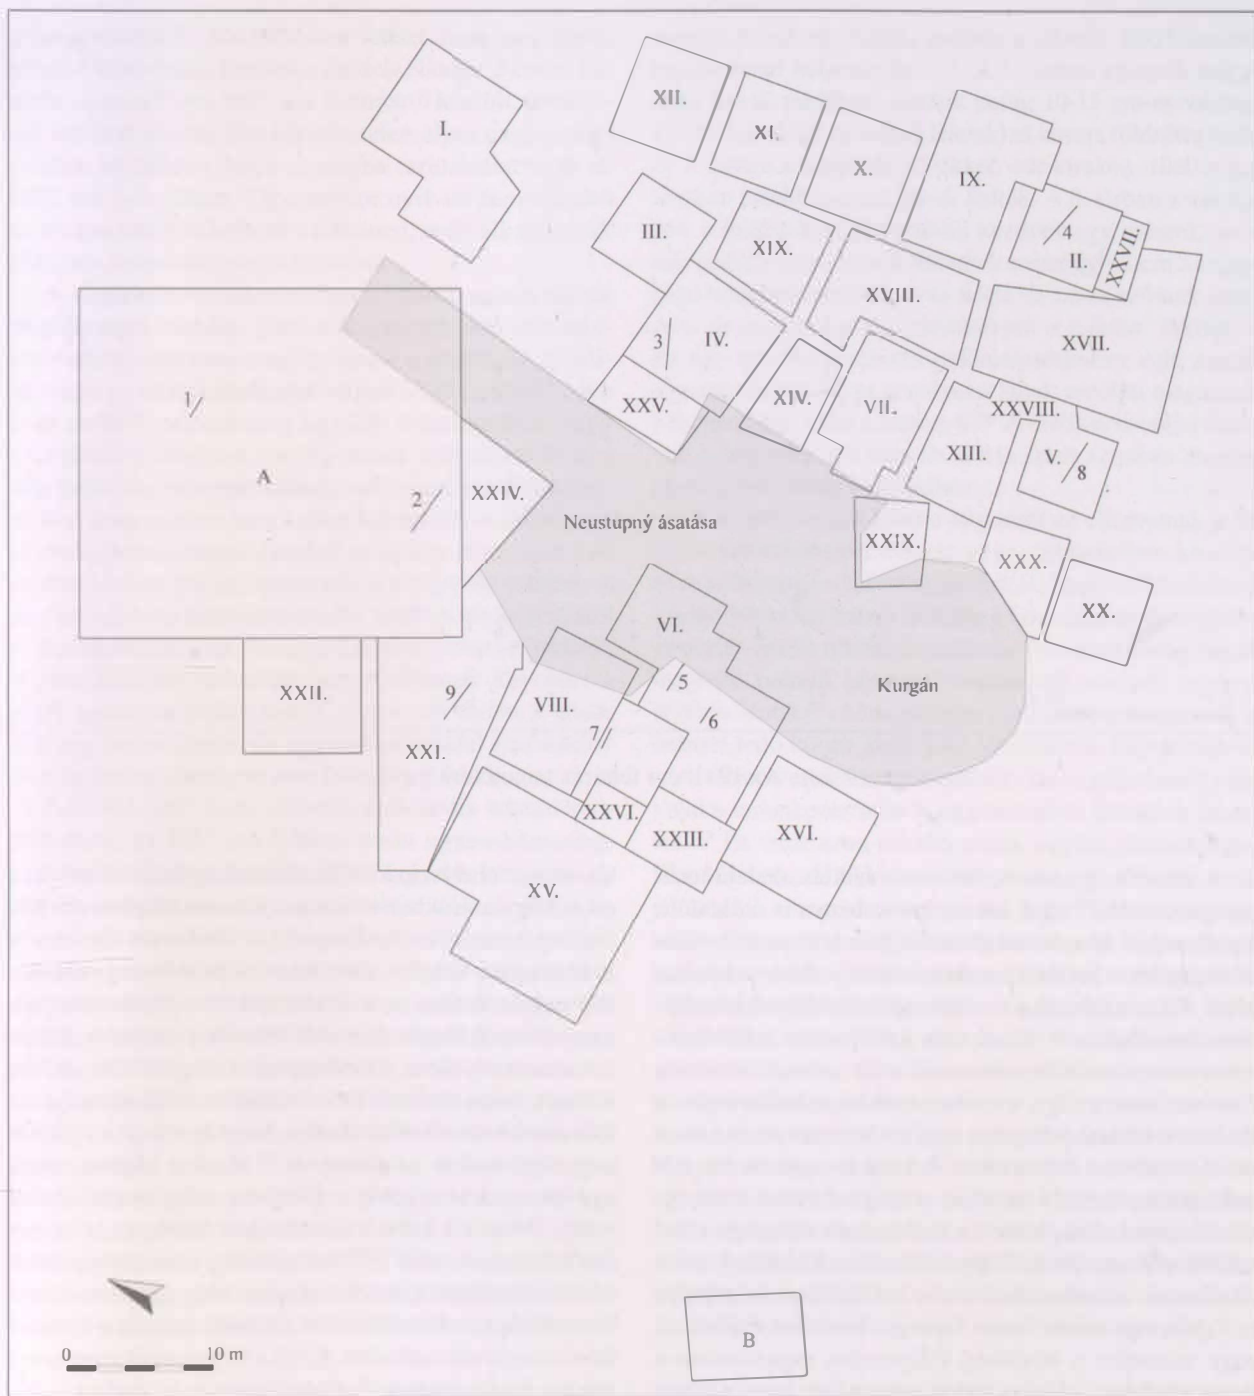 I.
XII.
XI.
X.
IX.
III.
XIX.
4
II.
XXVII.
XVIII.
XVII.
3
IV.
XXV.
XIV.
VII.
XXVIII.
XIII.
V.
8
1
A
2
XXIV.
Neustupný ásatása
XXIX.
XXX.
XX.
VI.
Kurgán
5
6
XXII.
9
VIII.
7
XXI.
XXVI.
XXIII.
XVI.
XV.
B
0 10 m